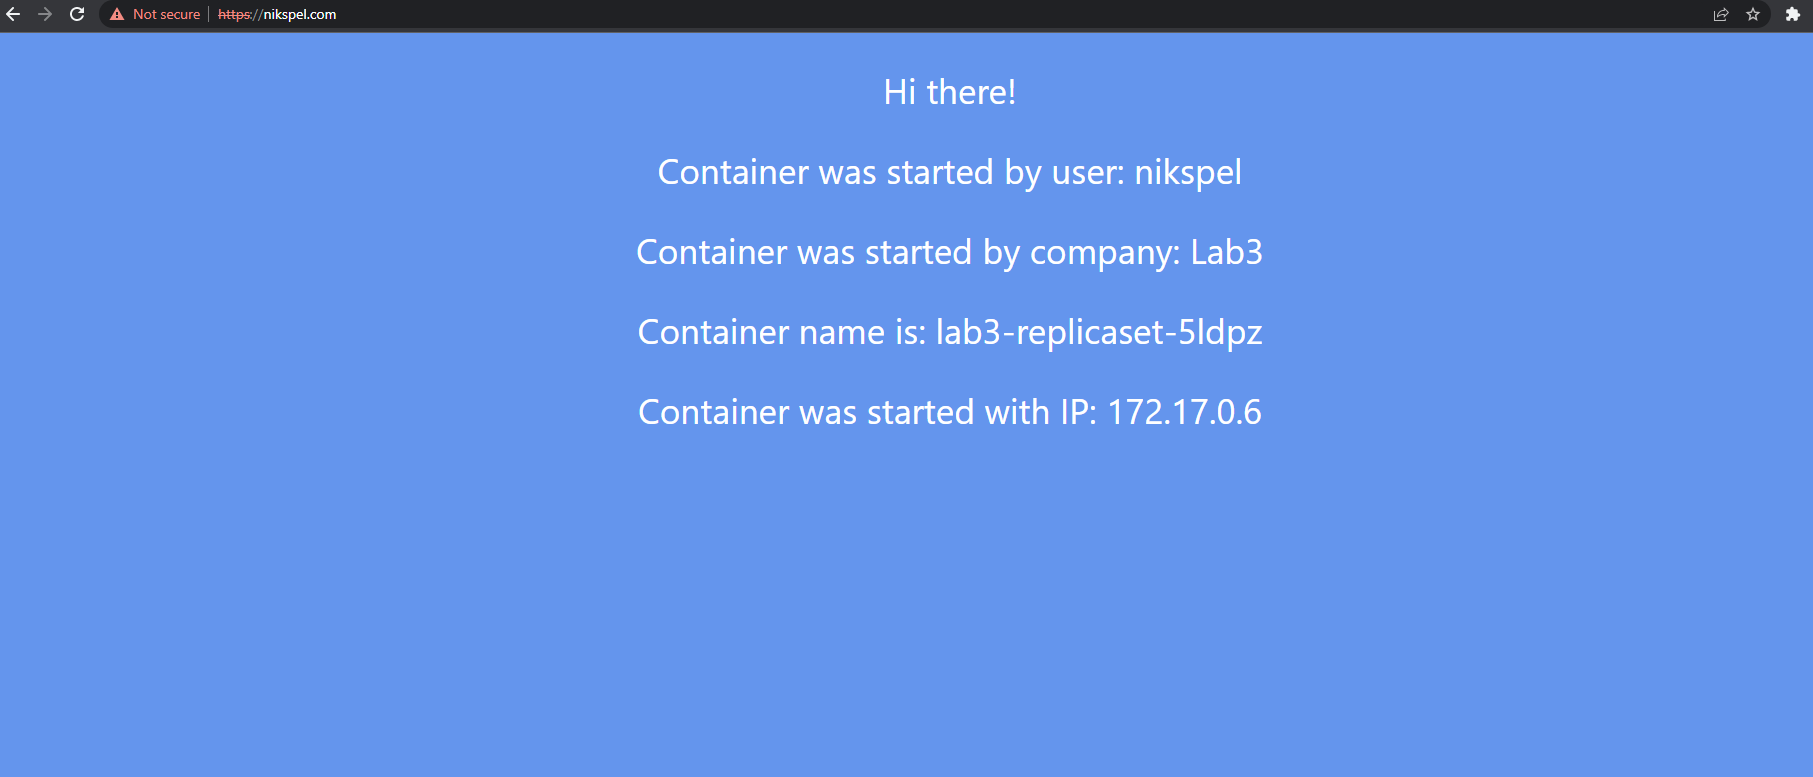 Not secure https://nikspel.com
Hi there!
Container was started by user: nikspel
Container was started by company: Lab3
Container name is: lab3-replicaset-5ldpz
Container was started with IP: 172.17.0.6